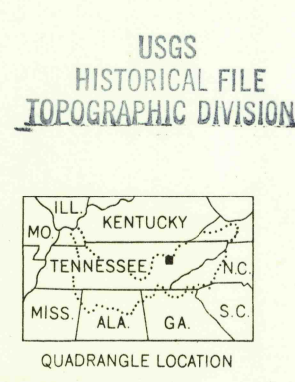 USGS
HISTORICAL FILE
TOPOGRAPHIC DIVISION
ILL.
KENTUCKY
MO.
TENNESSEE
N.C.
MISS.
ALA.
GA.
S.C.
QUADRANGLE LOCATION